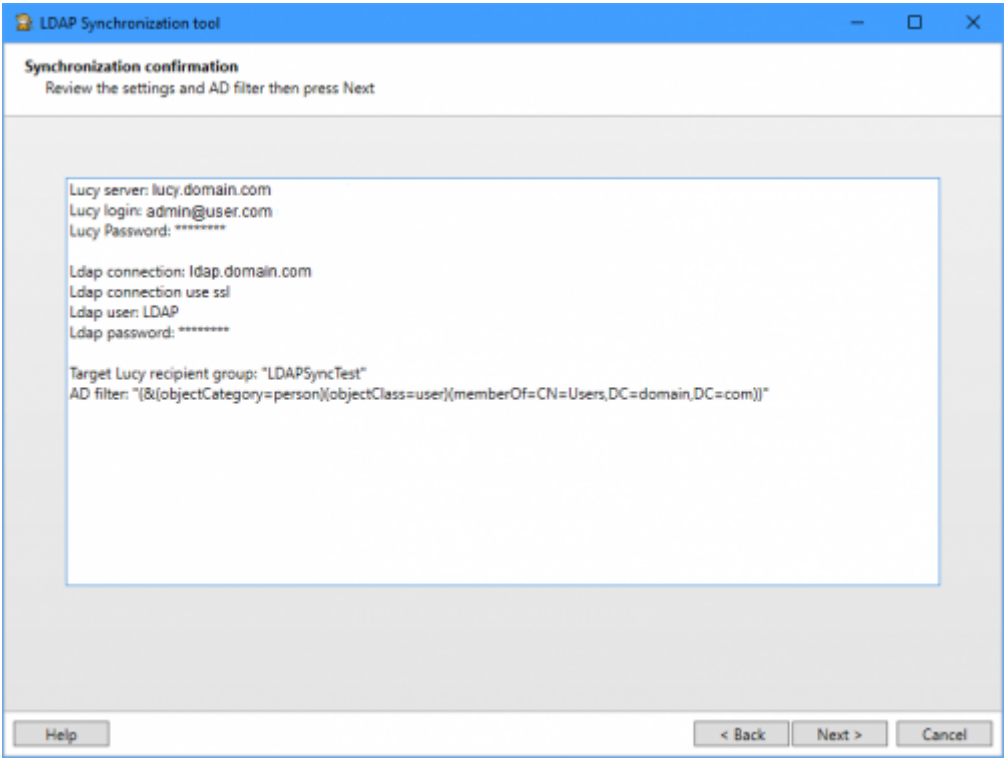 LDAP Synchronization tool
Synchronization confirmation
Review the settings and AD filter then press Next
Lucy server: lucy.domain.com
Lucy login: admin@user.com
Lucy Password: ********
Ldap connection: ldap.domain.com
Ldap connection use ssl
Ldap user: LDAP
Ldap password: ********
Target Lucy recipient group: "LDAPSyncTest"
AD filter: "(&(objectCategory=person)(objectClass=user)(memberOf=CN=Users,DC=domain,DC=com))"
Help
< Back
Next >
Cancel